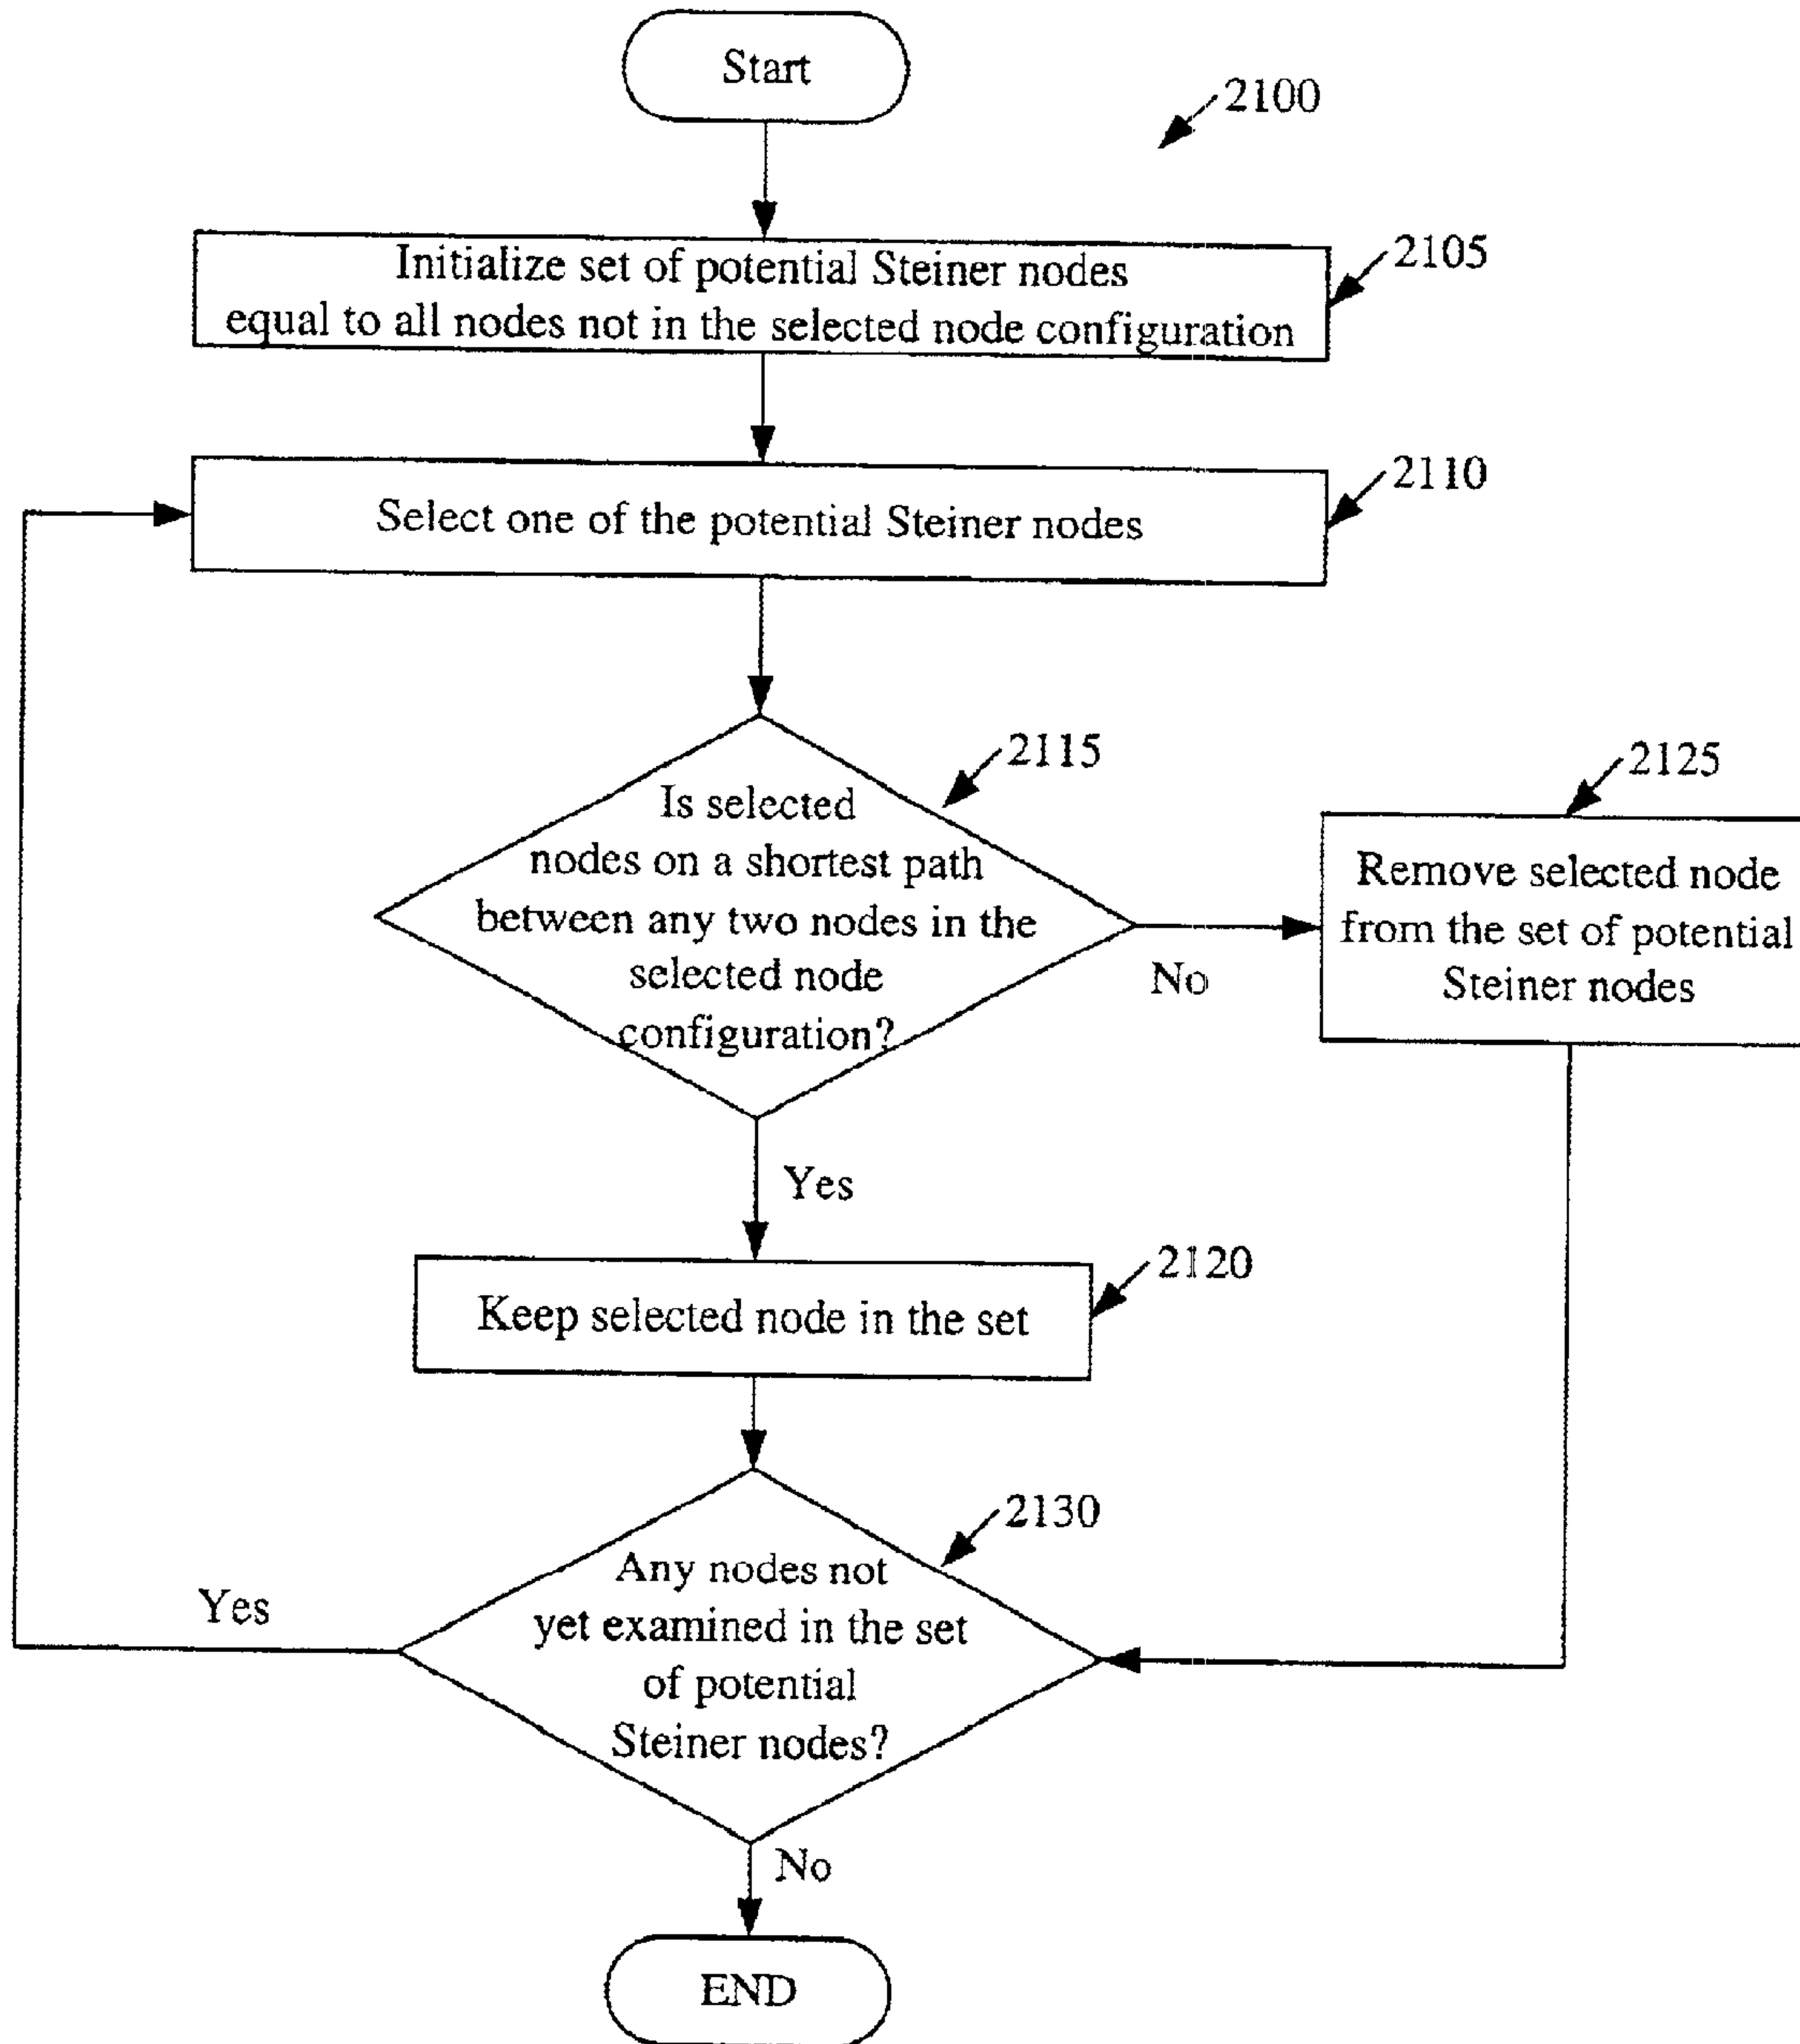 Start
2100
Initialize set of potential Steiner nodes
equal to all nodes not in the selected node configuration
2105
Select one of the potential Steiner nodes
2110
Is selected
nodes on a shortest path
between any two nodes in the
selected node
configuration?
2115
No
Remove selected node
from the set of potential
Steiner nodes
2125
Yes
Keep selected node in the set
2120
Any nodes not
yet examined in the set
of potential
Steiner nodes?
2130
Yes
No
END